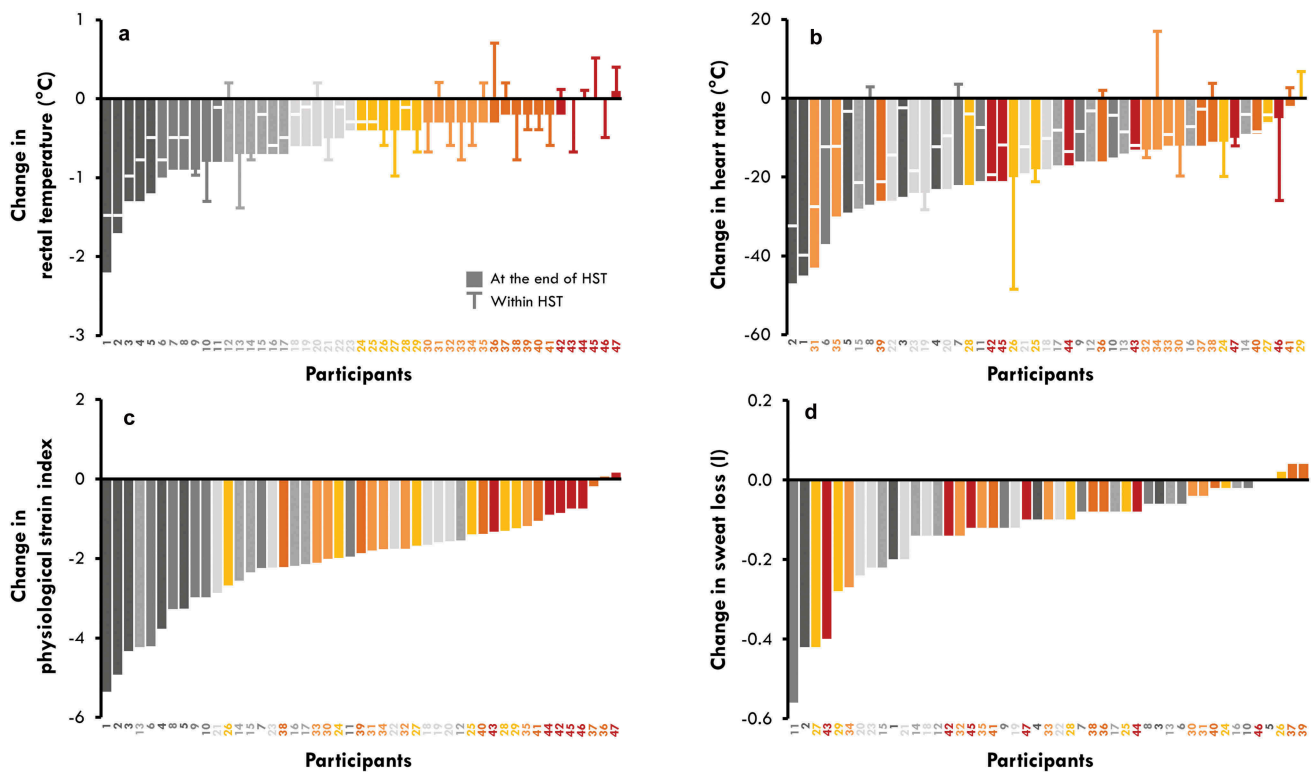 a
1
0
-1
-2
-3
Change in
rectal temperature (°C)
At the end of HST
Within HST
1 2 3 4 5 6 7 8 9 10 11 12 13 14 15 16 17 18 19 20 21 22 23 24 25 26 27 28 29 30 31 32 33 34 35 36 37 38 39 40 41 42 43 44 45 46 47
Participants
b
20
0
-20
-40
-60
Change in heart rate (°C)
2 1 31 6 35 5 15 8 39 22 3 23 19 4 20 7 28 11 42 45 26 21 25 18 17 44 9 12 36 10 13 43 32 34 33 30 16 37 38 24 47 14 40 27 46 41 29
Participants
c
2
0
-2
-4
-6
Change in
physiological strain index
1 2 3 13 6 4 8 5 9 10 21 26 14 15 7 23 38 16 17 33 30 24 11 39 31 34 22 32 27 18 19 20 12 25 40 43 28 29 35 41 44 42 45 46 37 36 47
Participants
d
0.2
0.0
-0.2
-0.4
-0.6
Change in sweat loss (l)
11 2 27 43 29 34 20 23 15 1 21 14 18 12 42 32 45 35 41 9 19 47 4 33 22 28 7 38 36 17 25 44 8 3 13 6 30 31 40 24 16 10 46 5 26 37 39
Participants